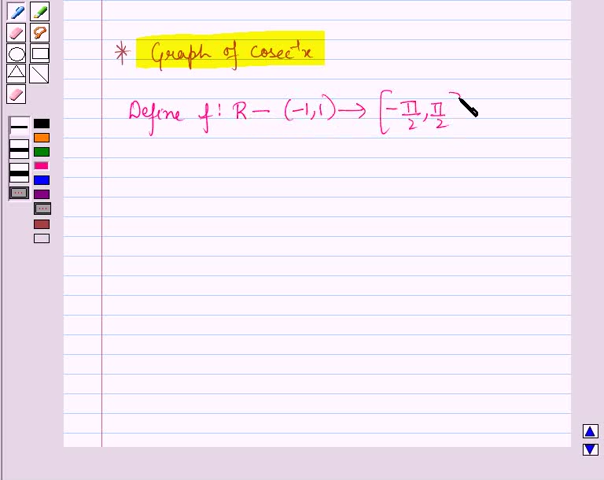 * Graph of cosec⁻¹x
Define f : R – (-1,1) → [-π/2, π/2